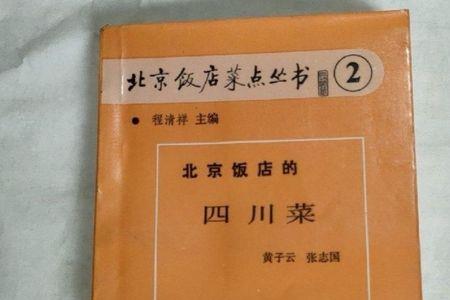 北京饭店菜点丛书 ②
• 程清祥 主编
北京饭店的
四川菜
黄子云 张志国